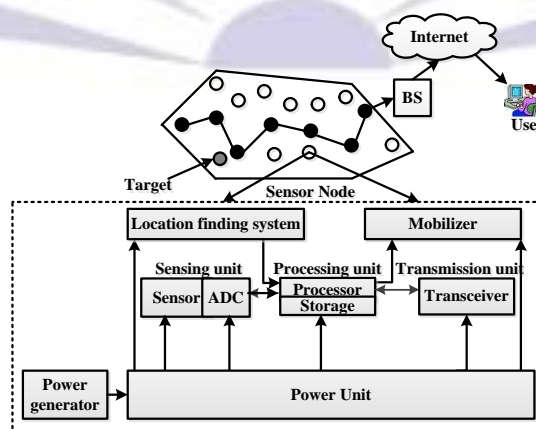 Internet
BS
Use
Target
Sensor Node
Location finding system
Mobilizer
Sensing unit
Processing unit
Transmission unit
Sensor
ADC
Processor
Storage
Transceiver
Power
generator
Power Unit